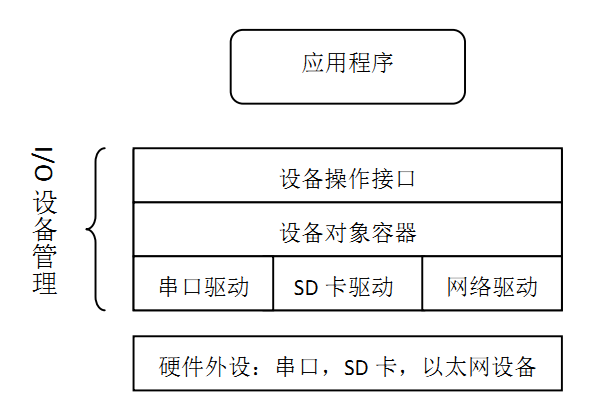 应用程序
I/O 设备管理
设备操作接口
设备对象容器
串口驱动
SD 卡驱动
网络驱动
硬件外设：串口，SD 卡，以太网设备